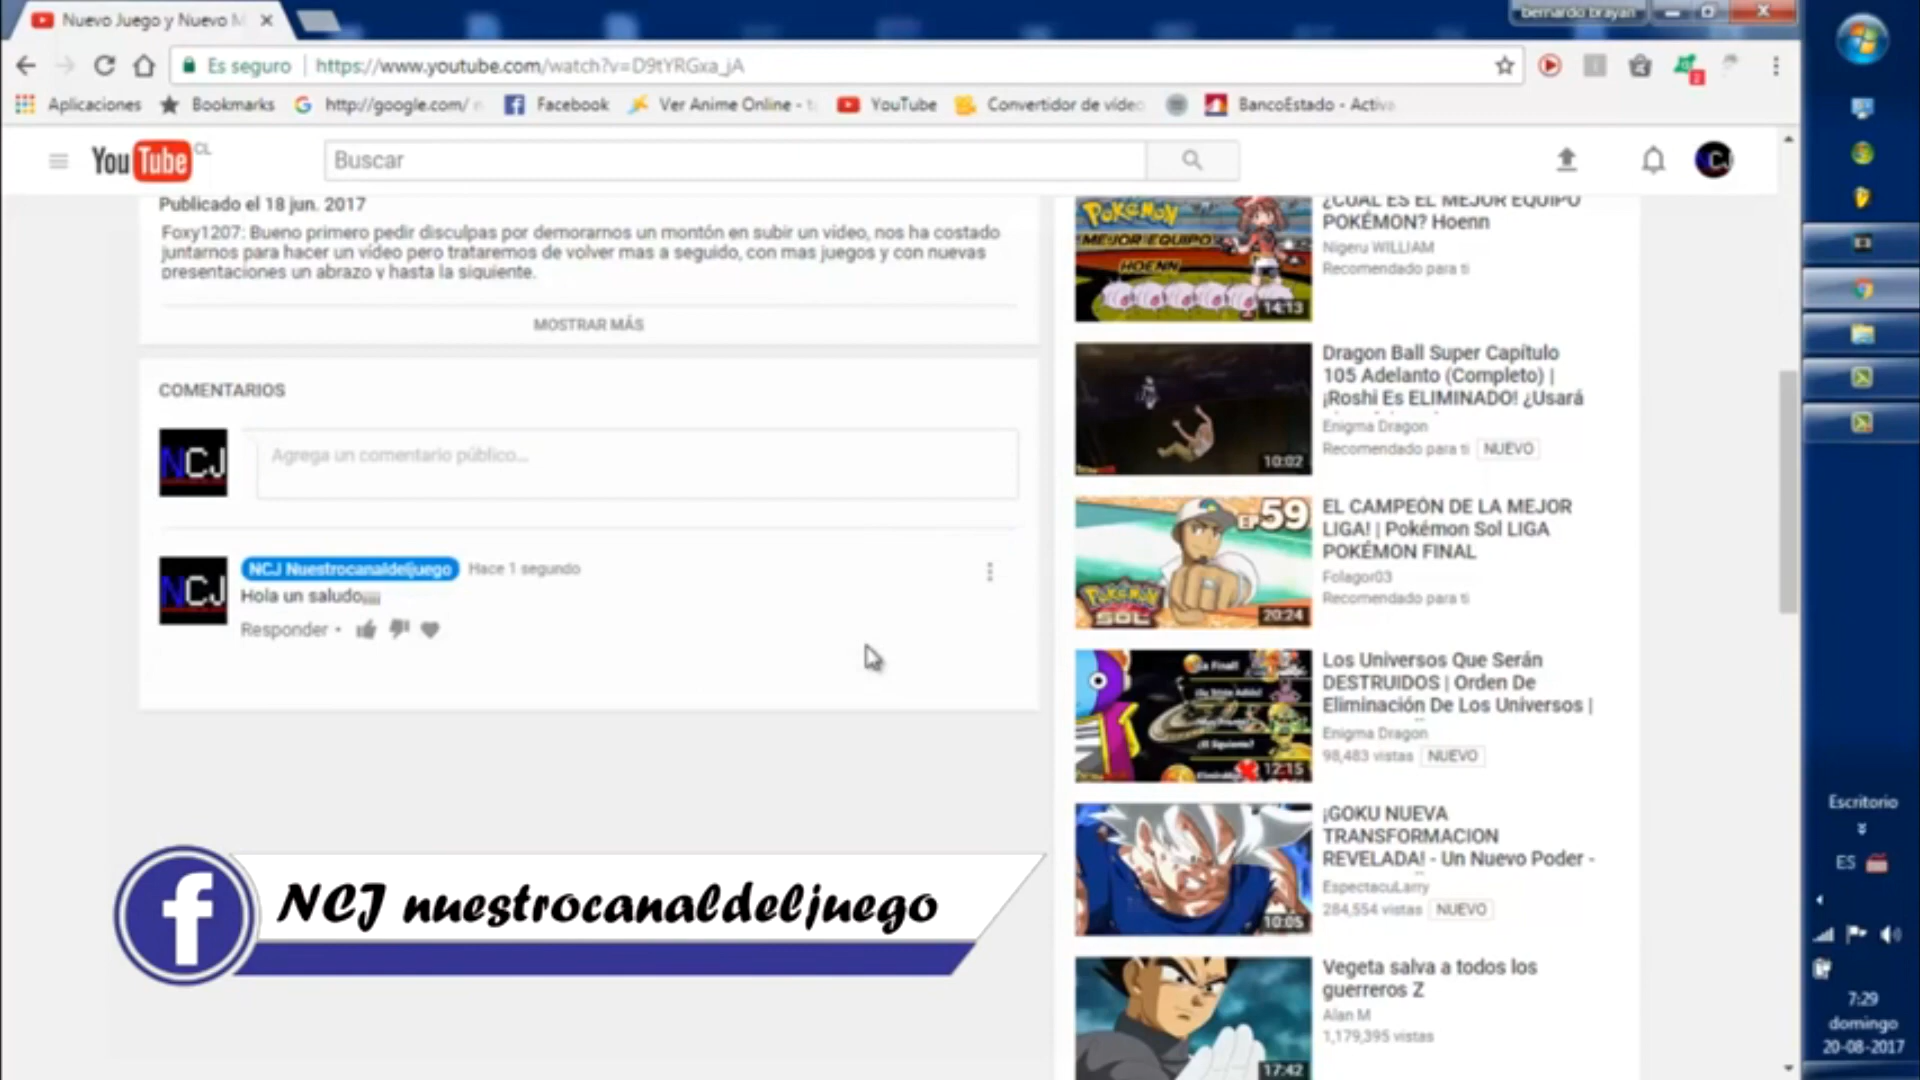 Nuevo Juego y Nuevo M
bernardo brayan
Es seguro
https://www.youtube.com/watch?v=D9tYRGxa_jA
Aplicaciones
Bookmarks
http://google.com/
Facebook
Ver Anime Online -
YouTube
Convertidor de vídeo
BancoEstado - Activa
YouTube CL
Buscar
Publicado el 18 jun. 2017
Foxy1207: Bueno primero pedir disculpas por demorarnos un montón en subir un video, nos ha costado
juntarnos para hacer un vídeo pero trataremos de volver mas a seguido, con mas juegos y con nuevas
presentaciones un abrazo y hasta la siguiente.
MOSTRAR MÁS
COMENTARIOS
NCJ
Agrega un comentario público...
NCJ
NCJ Nuestrocanaldeljuego Hace 1 segundo
Hola un saludo
Responder •
NCJ nuestrocanaldeljuego
POKÉMON
MEJOR EQUIPO
HOENN
14:13
¿CUÁL ES EL MEJOR EQUIPO
POKÉMON? Hoenn
Nigeru WILLIAM
Recomendado para ti
10:02
Dragon Ball Super Capítulo
105 Adelanto (Completo) |
¡Roshi Es ELIMINADO! ¿Usará
Enigma Dragon
Recomendado para ti NUEVO
EP 59
POKÉMON
SOL
20:24
EL CAMPEÓN DE LA MEJOR
LIGA! | Pokémon Sol LIGA
POKÉMON FINAL
Folagor03
Recomendado para ti
La Final!
¿El Siguiente?
12:15
Los Universos Que Serán
DESTRUIDOS | Orden De
Eliminación De Los Universos |
Enigma Dragon
98,483 vistas NUEVO
10:05
¡GOKU NUEVA
TRANSFORMACION
REVELADA! - Un Nuevo Poder -
EspectacuLarry
284,554 vistas NUEVO
17:42
Vegeta salva a todos los
guerreros Z
Alan M
1,179,395 vistas
Escritorio
ES
7:29
domingo
20-08-2017